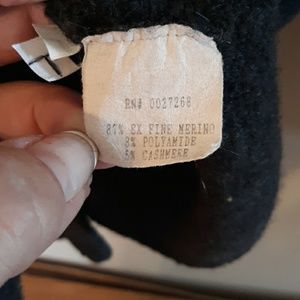 RN# 0027268
87% EX FINE MERINO
8% POLYAMIDE
5% CASHMERE